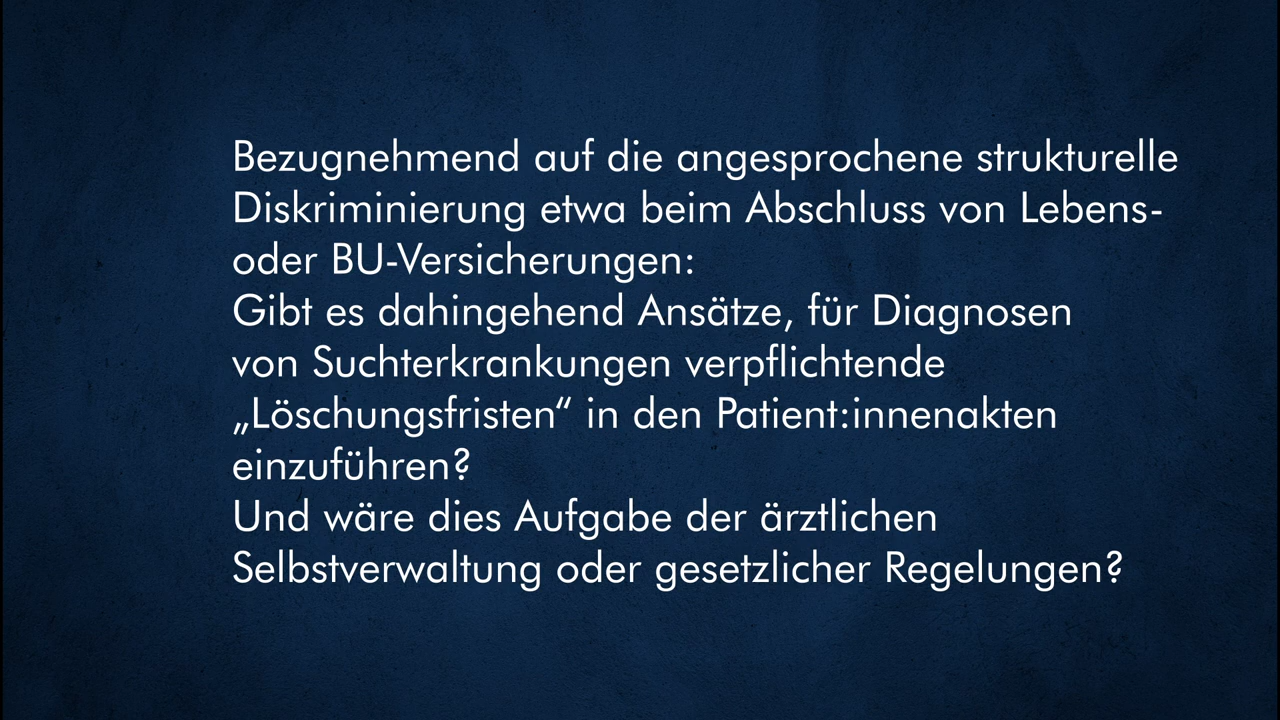 Bezugnehmend auf die angesprochene strukturelle
Diskriminierung etwa beim Abschluss von Lebens-
oder BU-Versicherungen:
Gibt es dahingehend Ansätze, für Diagnosen
von Suchterkrankungen verpflichtende
„Löschungsfristen“ in den Patient:innenakten
einzuführen?
Und wäre dies Aufgabe der ärztlichen
Selbstverwaltung oder gesetzlicher Regelungen?